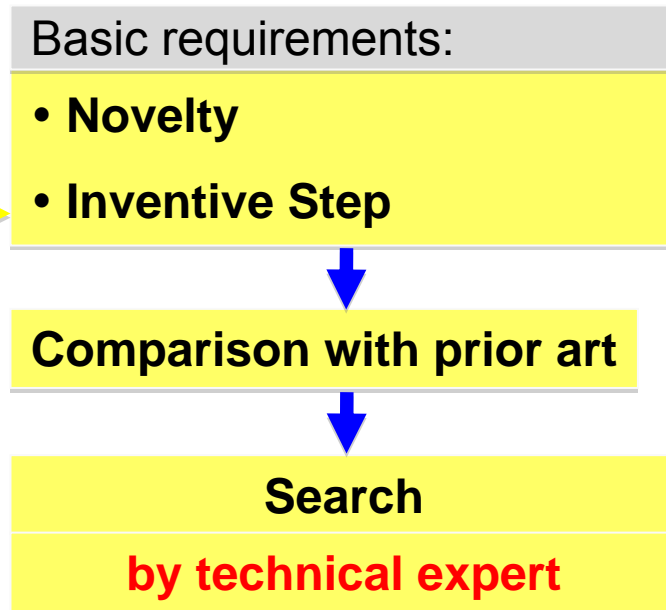 Basic requirements:
• Novelty
• Inventive Step
Comparison with prior art
Search
by technical expert